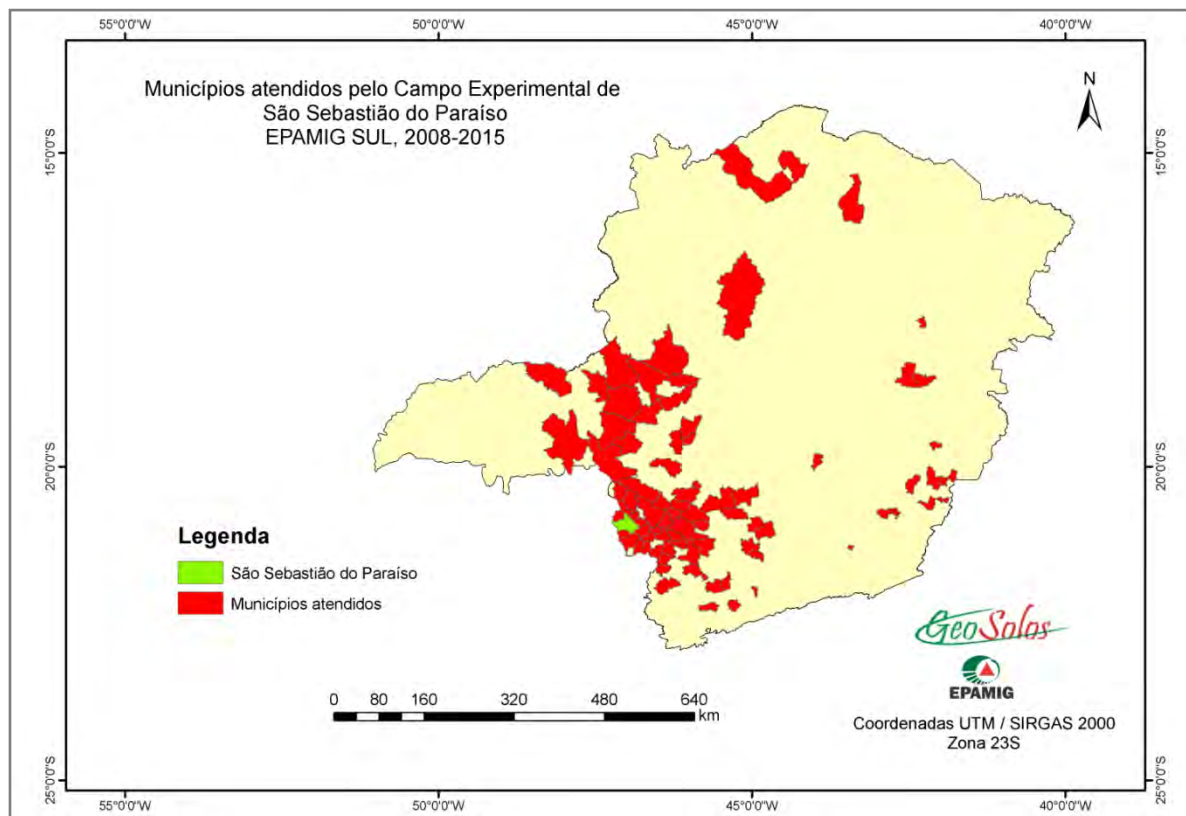 55°0'0"W 50°0'0"W 45°0'0"W 40°0'0"W
Municípios atendidos pelo Campo Experimental de
São Sebastião do Paraíso
EPAMIG SUL, 2008-2015
N
15°0'0"S 15°0'0"S
20°0'0"S 20°0'0"S
Legenda
São Sebastião do Paraíso
Municípios atendidos
GeoSolos
EPAMIG
0 80 160 320 480 640
km
Coordenadas UTM / SIRGAS 2000
Zona 23S
25°0'0"S 25°0'0"S
55°0'0"W 50°0'0"W 45°0'0"W 40°0'0"W